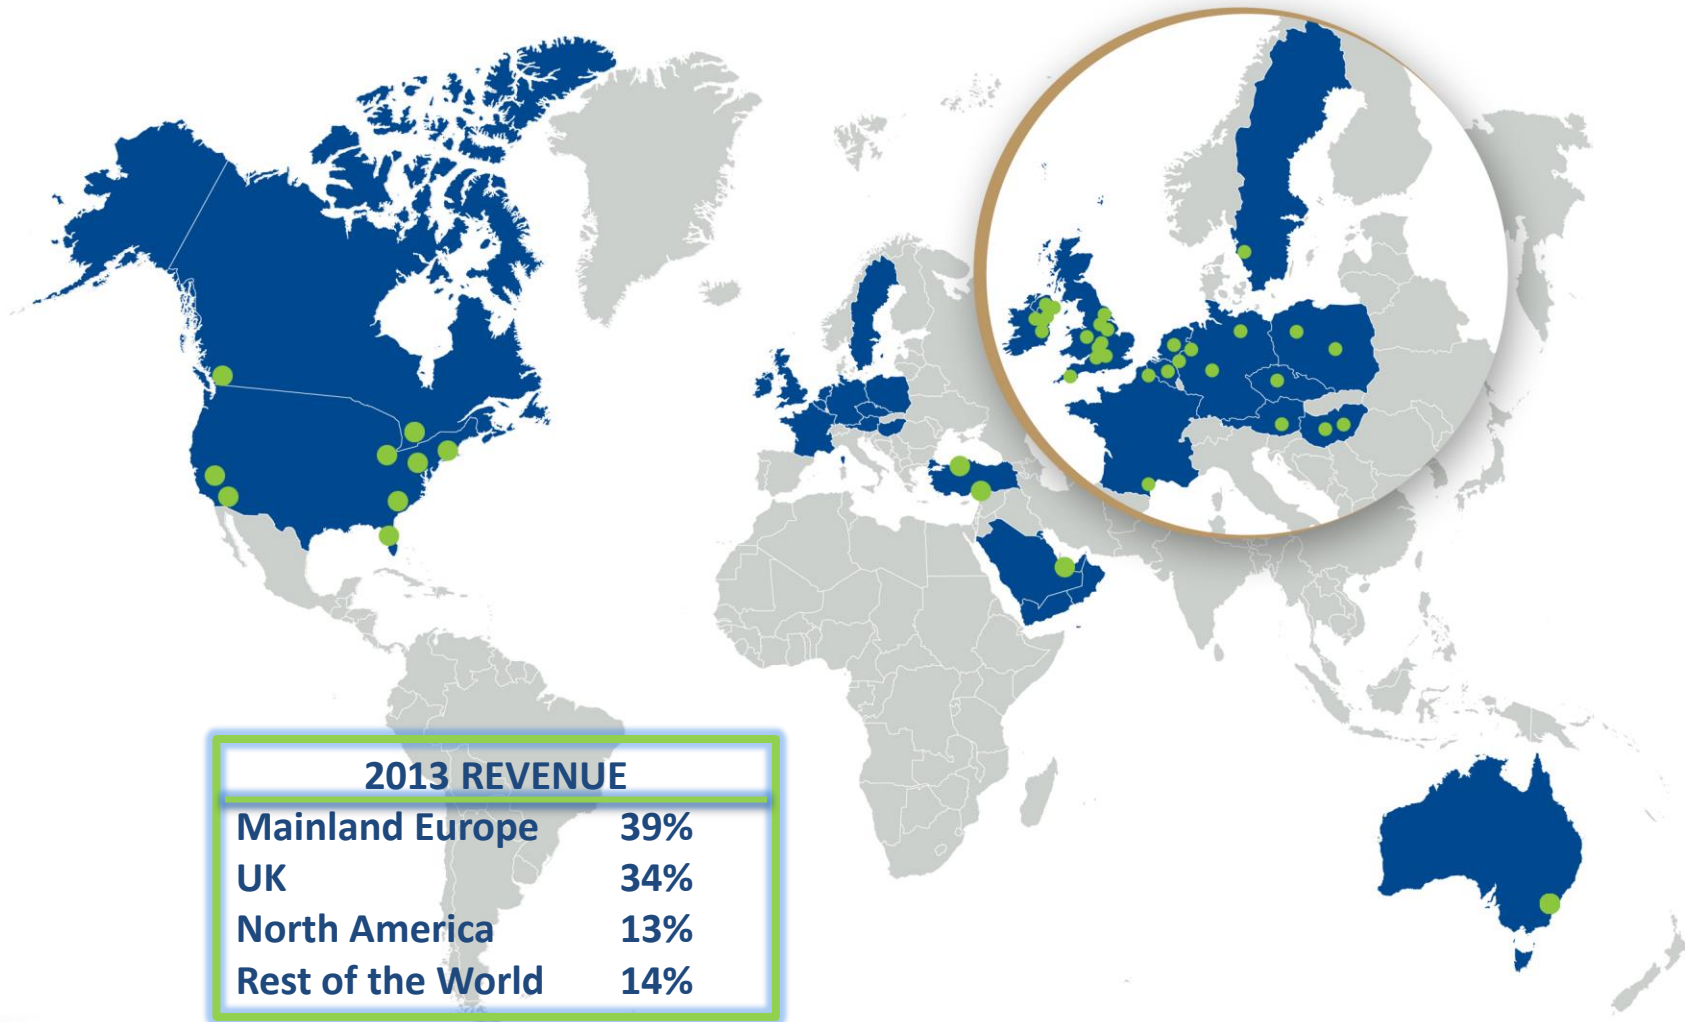 2013 REVENUE
Mainland Europe 39%
UK 34%
North America 13%
Rest of the World 14%